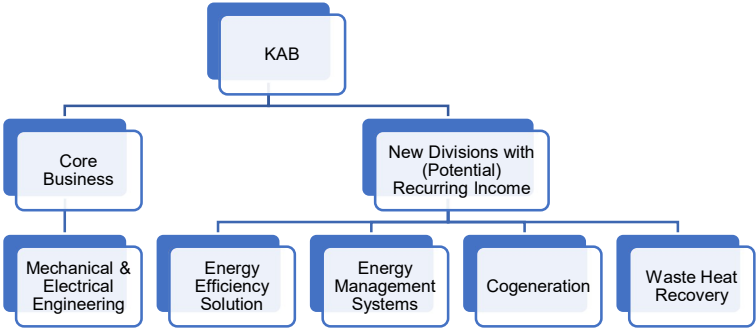 KAB
Core
Business
New Divisions with
(Potential)
Recurring Income
Mechanical &
Electrical
Engineering
Energy
Efficiency
Solution
Energy
Management
Systems
Cogeneration
Waste Heat
Recovery